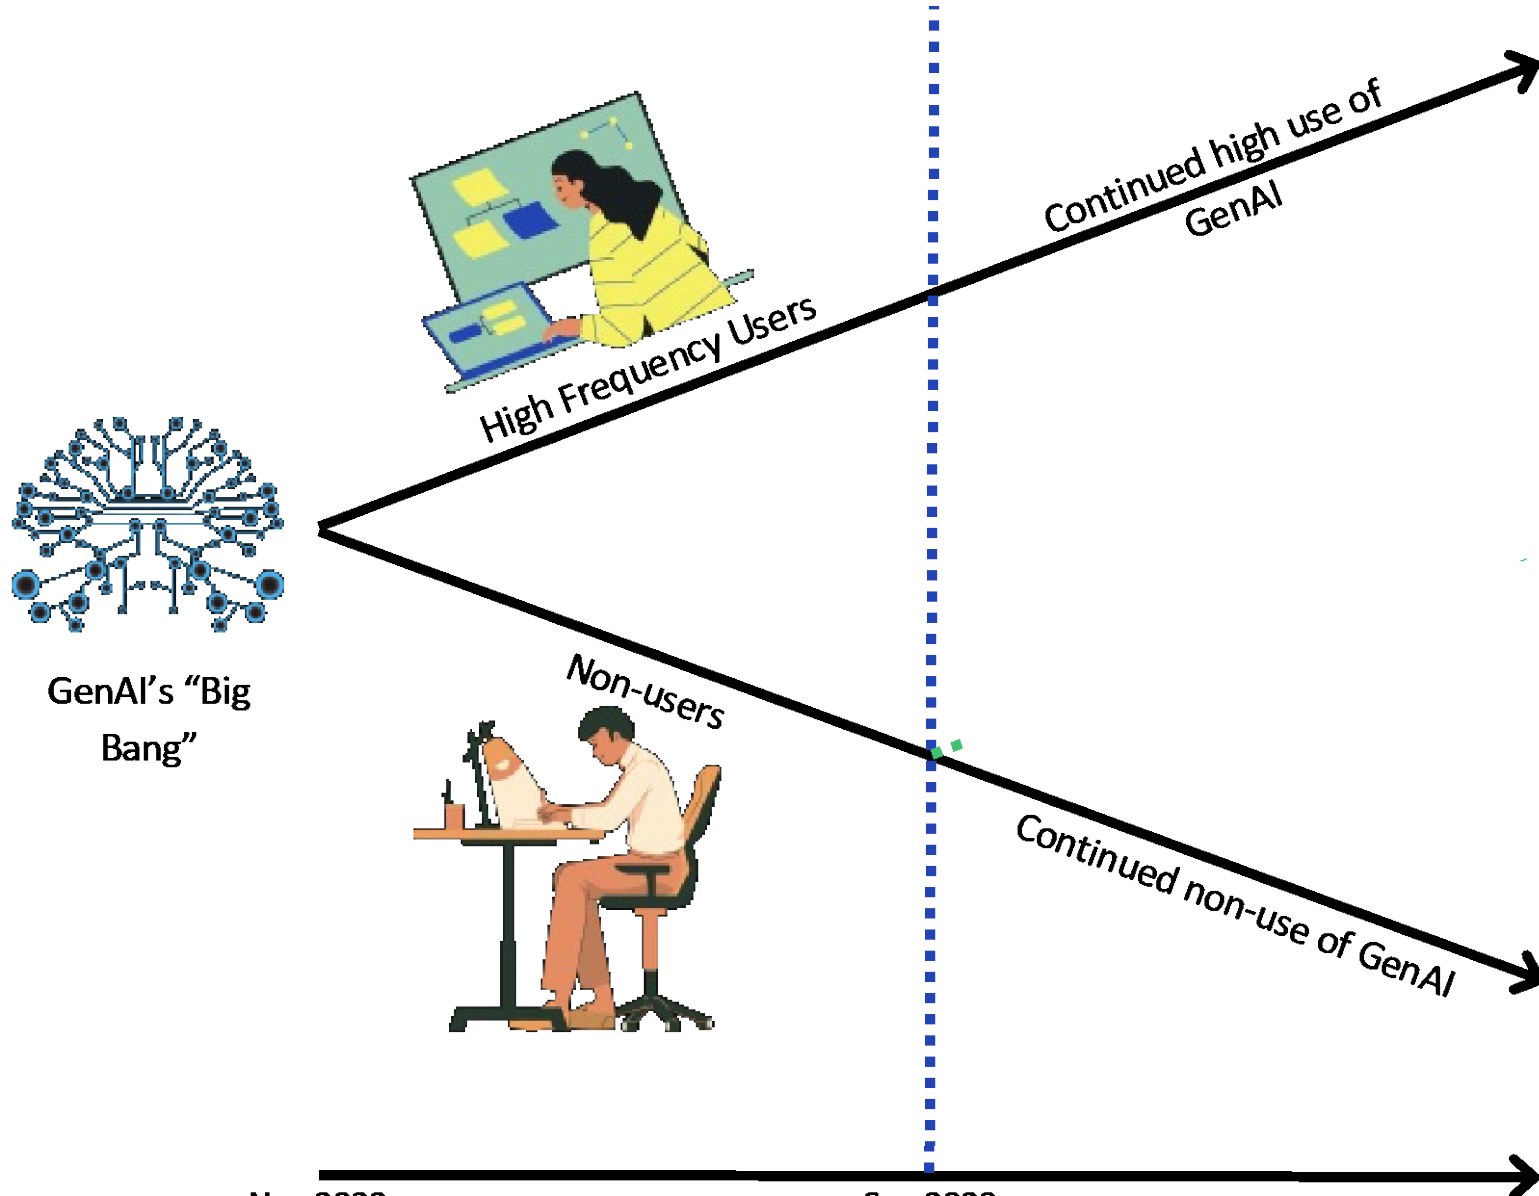 Continued high use of
GenAI
High Frequency Users
GenAI's “Big
Bang”
Non-users
Continued non-use of GenAI